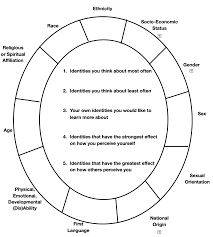 Ethnicity
Socio-Economic
Status
Gender
Sex
Sexual
Orientation
National
Origin
First
Language
Physical,
Emotional,
Developmental
(Dis)Ability
Age
Religious
or Spiritual
Affiliation
Race
1. Identities you think about most often
2. Identities you think about least often
3. Your own identities you would like to
learn more about
4. Identities that have the strongest effect
on how you perceive yourself
5. Identities that have the greatest effect
on how others perceive you